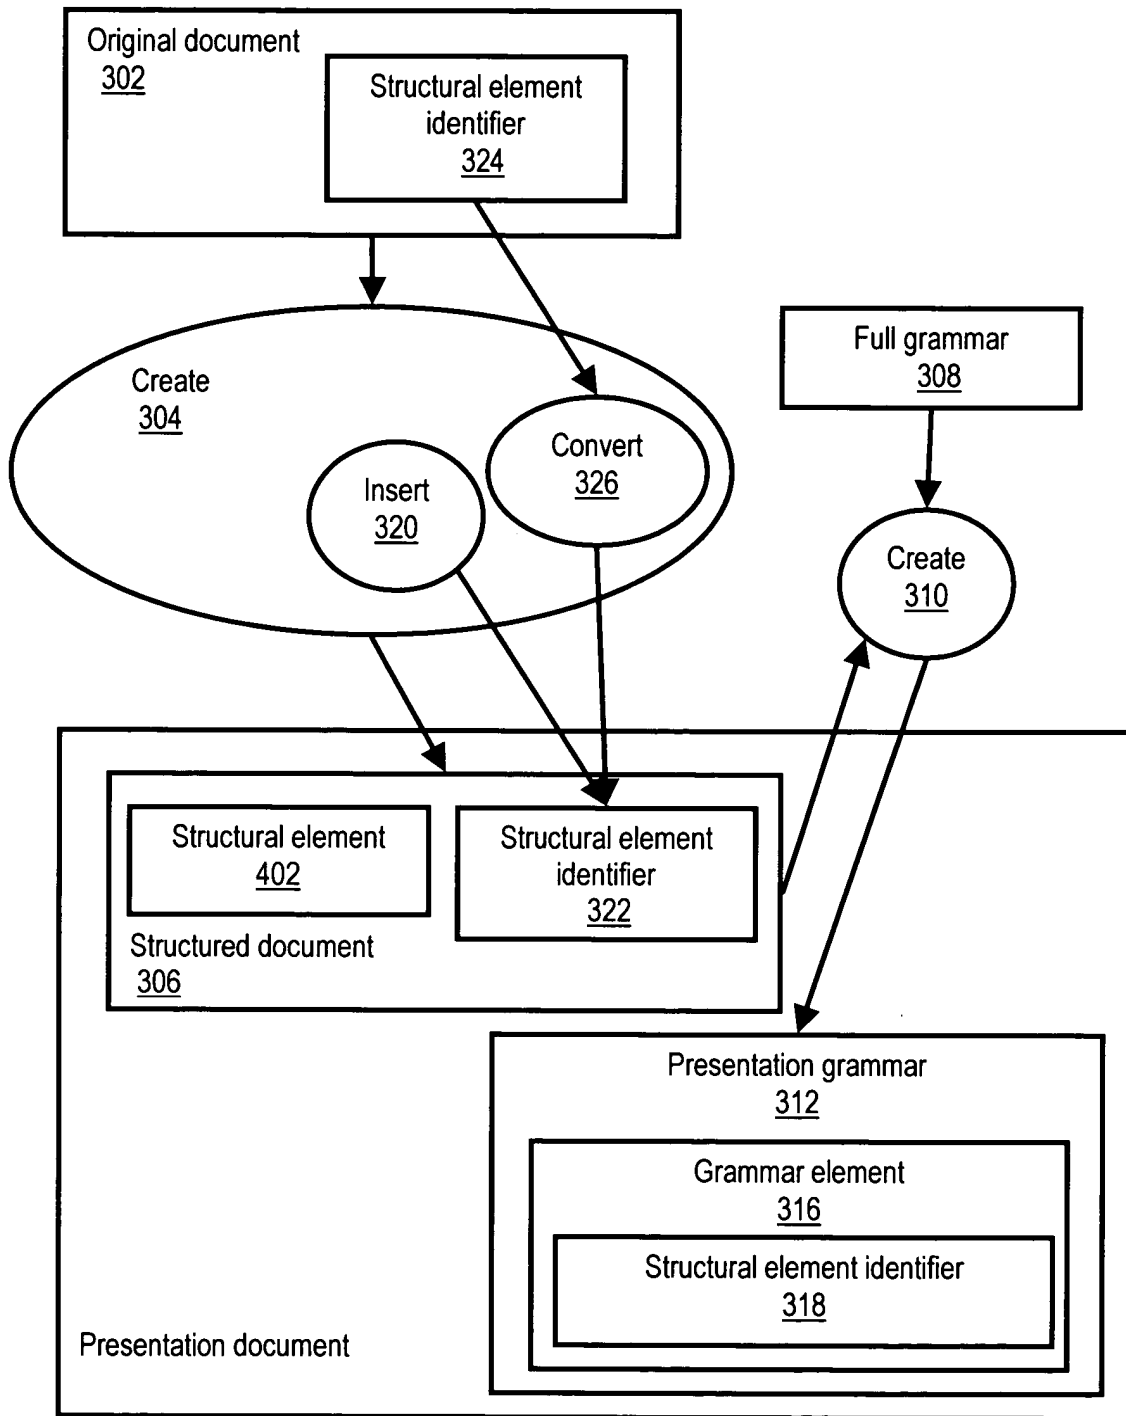 Original document
302
Structural element
identifier
324
Create
304
Convert
326
Insert
320
Full grammar
308
Create
310
Structural element
402
Structural element
identifier
322
Structured document
306
Presentation grammar
312
Grammar element
316
Structural element identifier
318
Presentation document